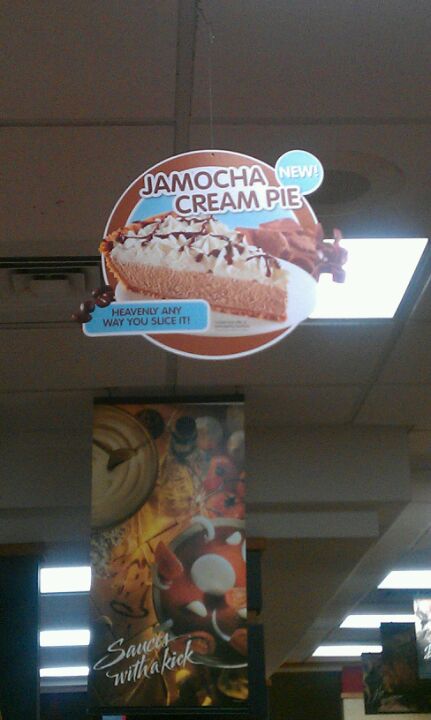 JAMOCHA
CREAM PIE
NEW!
HEAVENLY ANY
WAY YOU SLICE IT!
Sauces
with a kick